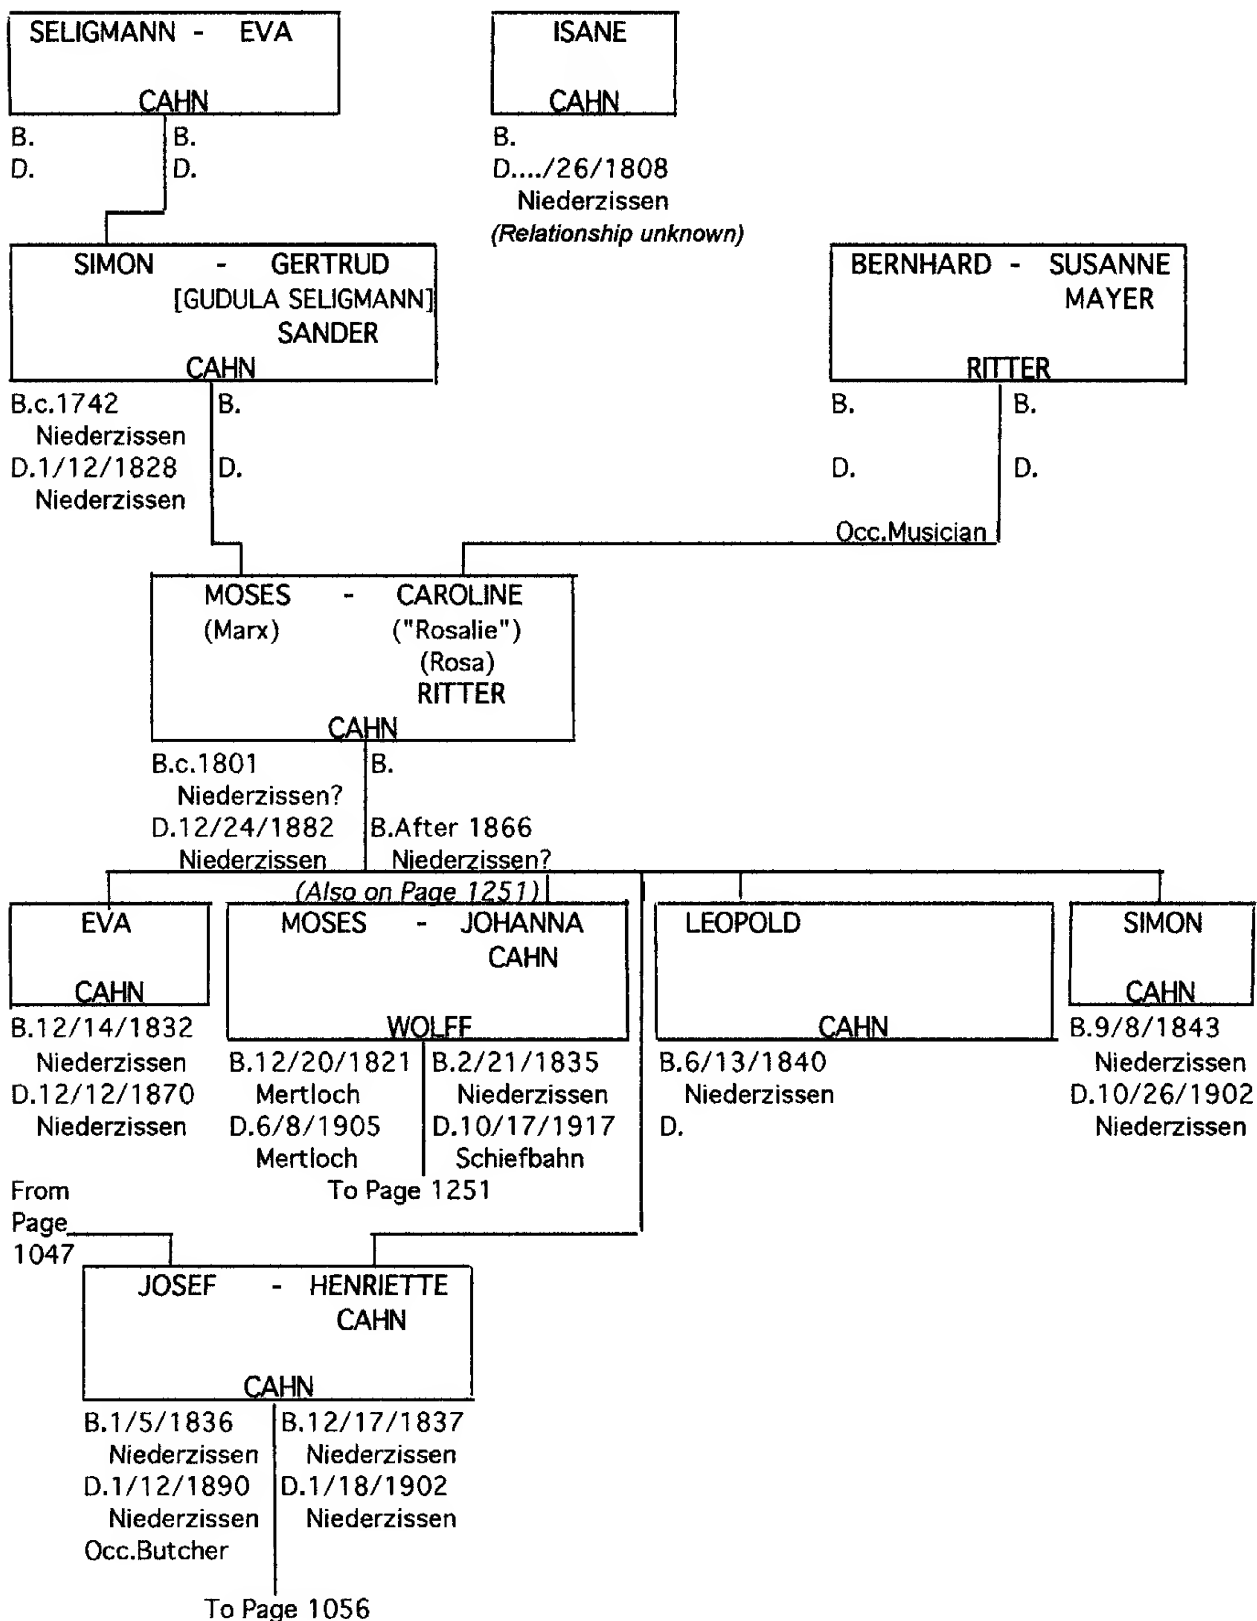 SELIGMANN - EVA
CAHN
B. B.
D. D.
ISANE
CAHN
B.
D..../26/1808
Niederzissen
(Relationship unknown)
SIMON - GERTRUD
[GUDULA SELIGMANN]
SANDER
CAHN
B.c.1742 B.
Niederzissen
D.1/12/1828 D.
Niederzissen
BERNHARD - SUSANNE
MAYER
RITTER
B. B.
D. D.
Occ.Musician
MOSES - CAROLINE
(Marx) ("Rosalie")
(Rosa)
RITTER
CAHN
B.c.1801 B.
Niederzissen?
D.12/24/1882 B.After 1866
Niederzissen Niederzissen?
(Also on Page 1251)
EVA
CAHN
B.12/14/1832
Niederzissen
D.12/12/1870
Niederzissen
MOSES - JOHANNA
CAHN
WOLFF
B.12/20/1821 B.2/21/1835
Mertloch Niederzissen
D.6/8/1905 D.10/17/1917
Mertloch Schiefbahn
To Page 1251
LEOPOLD
CAHN
B.6/13/1840
Niederzissen
D.
SIMON
CAHN
B.9/8/1843
Niederzissen
D.10/26/1902
Niederzissen
From
Page
1047
JOSEF - HENRIETTE
CAHN
CAHN
B.1/5/1836 B.12/17/1837
Niederzissen Niederzissen
D.1/12/1890 D.1/18/1902
Niederzissen Niederzissen
Occ.Butcher
To Page 1056